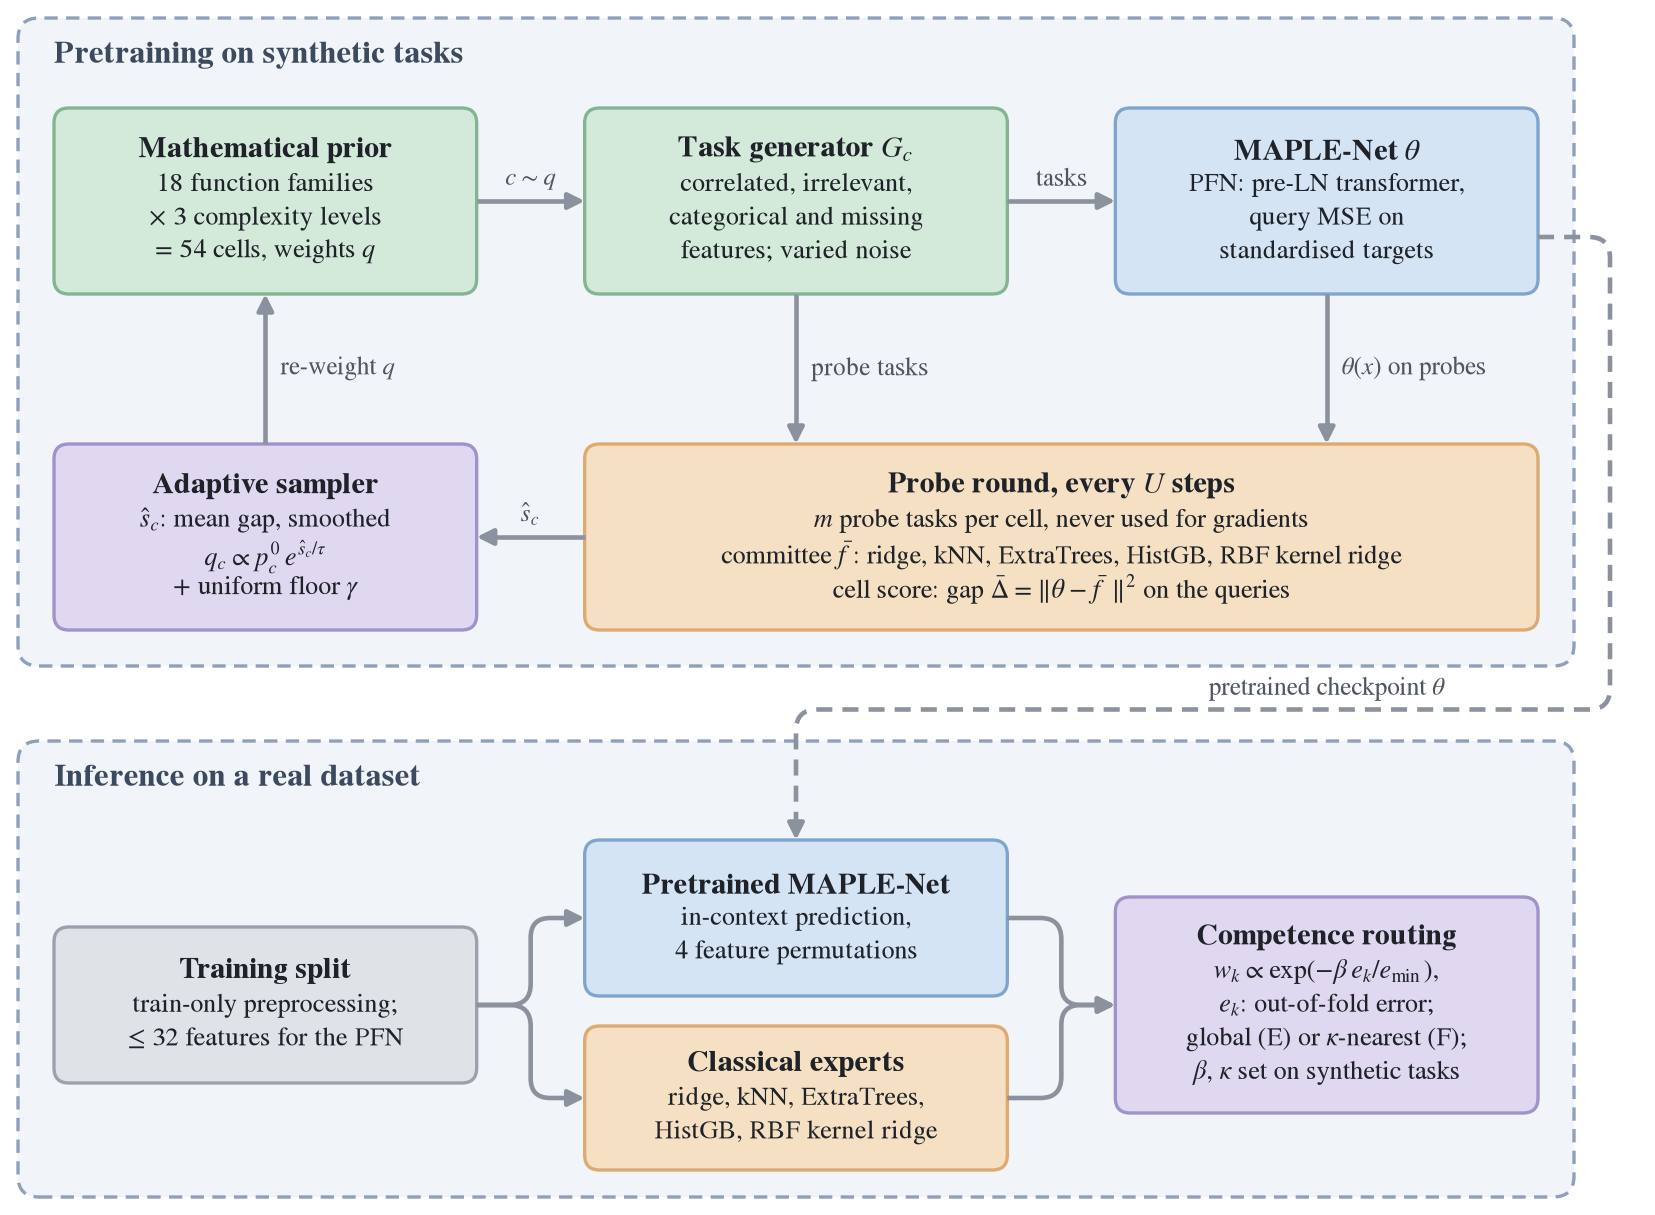 Pretraining on synthetic tasks
Mathematical prior
18 function families
× 3 complexity levels
= 54 cells, weights q
c ~ q
Task generator G_c
correlated, irrelevant,
categorical and missing
features; varied noise
tasks
MAPLE-Net θ
PFN: pre-LN transformer,
query MSE on
standardised targets
re-weight q
probe tasks
θ(x) on probes
Adaptive sampler
ŝ_c: mean gap, smoothed
q_c ∝ p_c^0 e^{ŝ_c/τ}
+ uniform floor γ
ŝ_c
Probe round, every U steps
m probe tasks per cell, never used for gradients
committee f̄ : ridge, kNN, ExtraTrees, HistGB, RBF kernel ridge
cell score: gap Δ̄ = ‖θ − f̄ ‖² on the queries
pretrained checkpoint θ
Inference on a real dataset
Training split
train-only preprocessing;
≤ 32 features for the PFN
Pretrained MAPLE-Net
in-context prediction,
4 feature permutations
Classical experts
ridge, kNN, ExtraTrees,
HistGB, RBF kernel ridge
Competence routing
w_k ∝ exp(−β e_k/e_min),
e_k: out-of-fold error;
global (E) or κ-nearest (F);
β, κ set on synthetic tasks